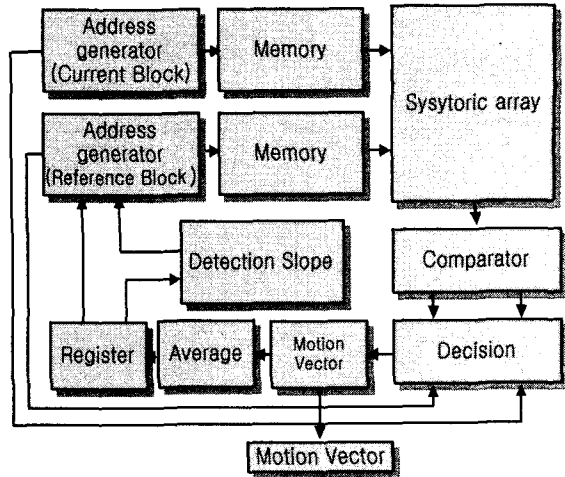 Address
generator
(Current Block)
Memory
Sysytoric array
Address
generator
(Reference Block)
Memory
Detection Slope
Comparator
Register
Average
Motion
Vector
Decision
Motion Vector